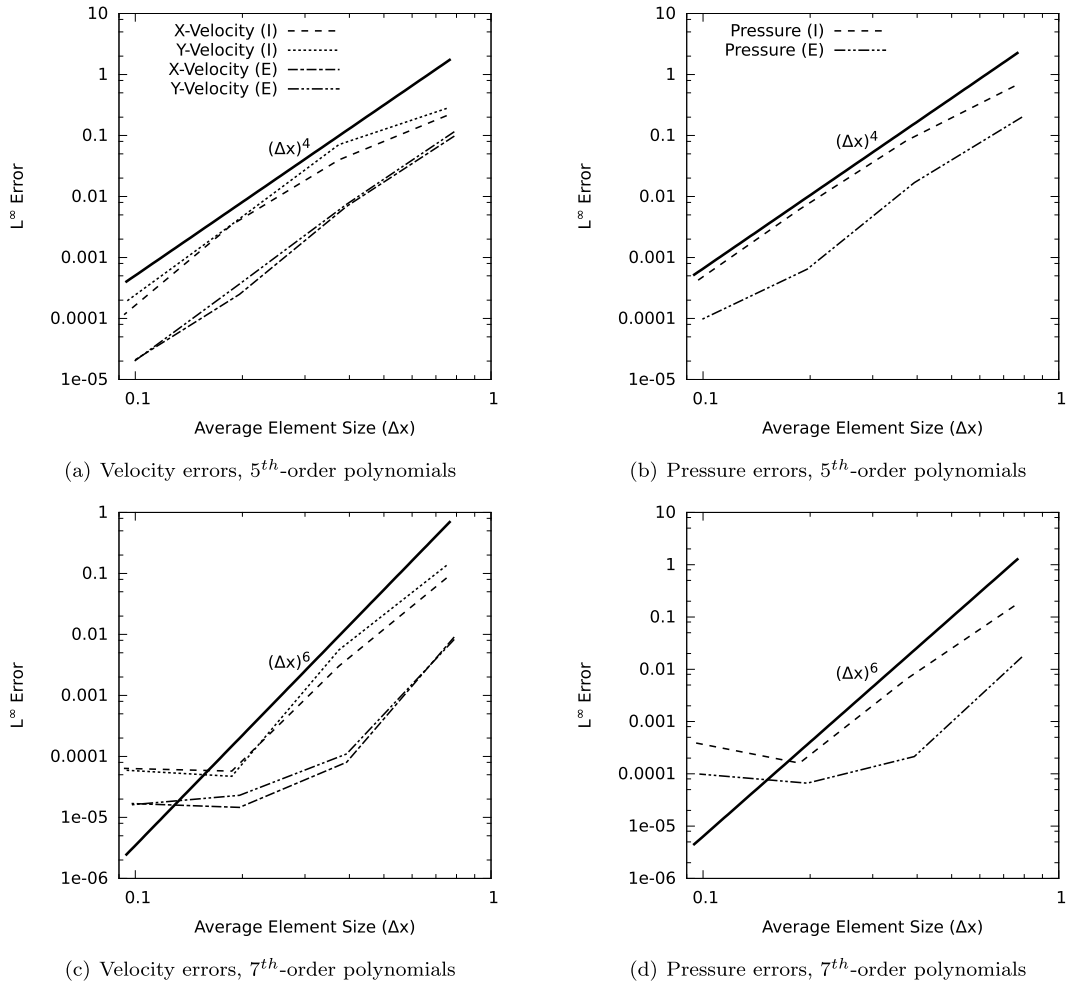 10
1
0.1
0.01
0.001
0.0001
1e-05
L∞ Error
X-Velocity (I)
Y-Velocity (I)
X-Velocity (E)
Y-Velocity (E)
(Δx)4
0.1
1
Average Element Size (Δx)
(a) Velocity errors, 5th-order polynomials
10
1
0.1
0.01
0.001
0.0001
1e-05
L∞ Error
Pressure (I)
Pressure (E)
(Δx)4
0.1
1
Average Element Size (Δx)
(b) Pressure errors, 5th-order polynomials
1
0.1
0.01
0.001
0.0001
1e-05
1e-06
L∞ Error
(Δx)6
0.1
1
Average Element Size (Δx)
(c) Velocity errors, 7th-order polynomials
10
1
0.1
0.01
0.001
0.0001
1e-05
1e-06
L∞ Error
(Δx)6
0.1
1
Average Element Size (Δx)
(d) Pressure errors, 7th-order polynomials